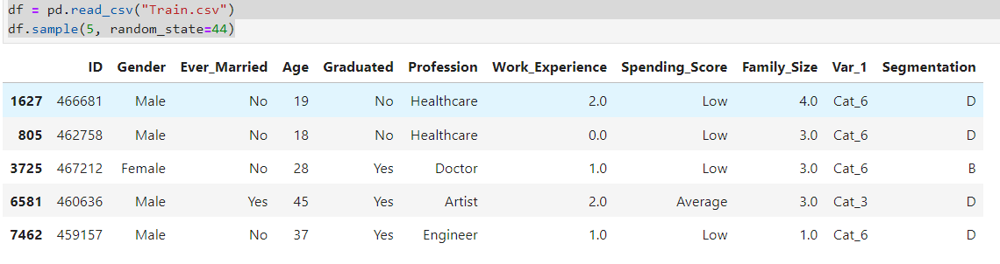 df = pd.read_csv("Train.csv")
df.sample(5, random_state=44)
ID Gender Ever_Married Age Graduated Profession Work_Experience Spending_Score Family_Size Var_1 Segmentation
1627 466681 Male No 19 No Healthcare 2.0 Low 4.0 Cat_6 D
805 462758 Male No 18 No Healthcare 0.0 Low 3.0 Cat_6 D
3725 467212 Female No 28 Yes Doctor 1.0 Low 3.0 Cat_6 B
6581 460636 Male Yes 45 Yes Artist 2.0 Average 3.0 Cat_3 D
7462 459157 Male No 37 Yes Engineer 1.0 Low 1.0 Cat_6 D